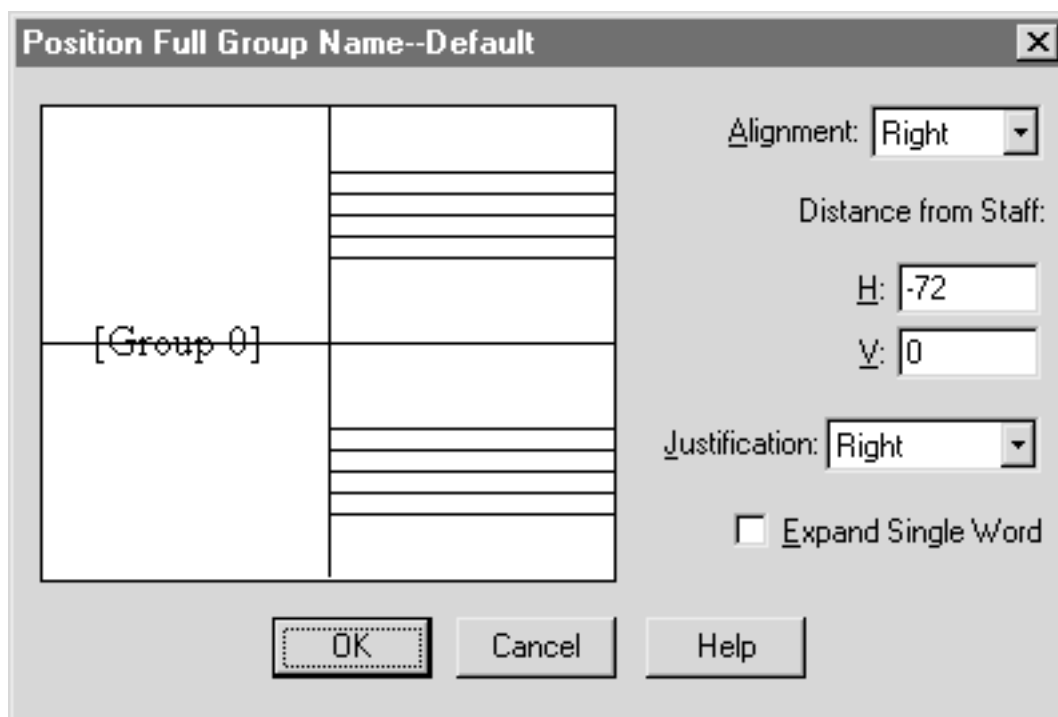 Position Full Group Name--Default
[Group 0]
Alignment: Right
Distance from Staff:
H: -72
V: 0
Justification: Right
Expand Single Word
OK Cancel Help